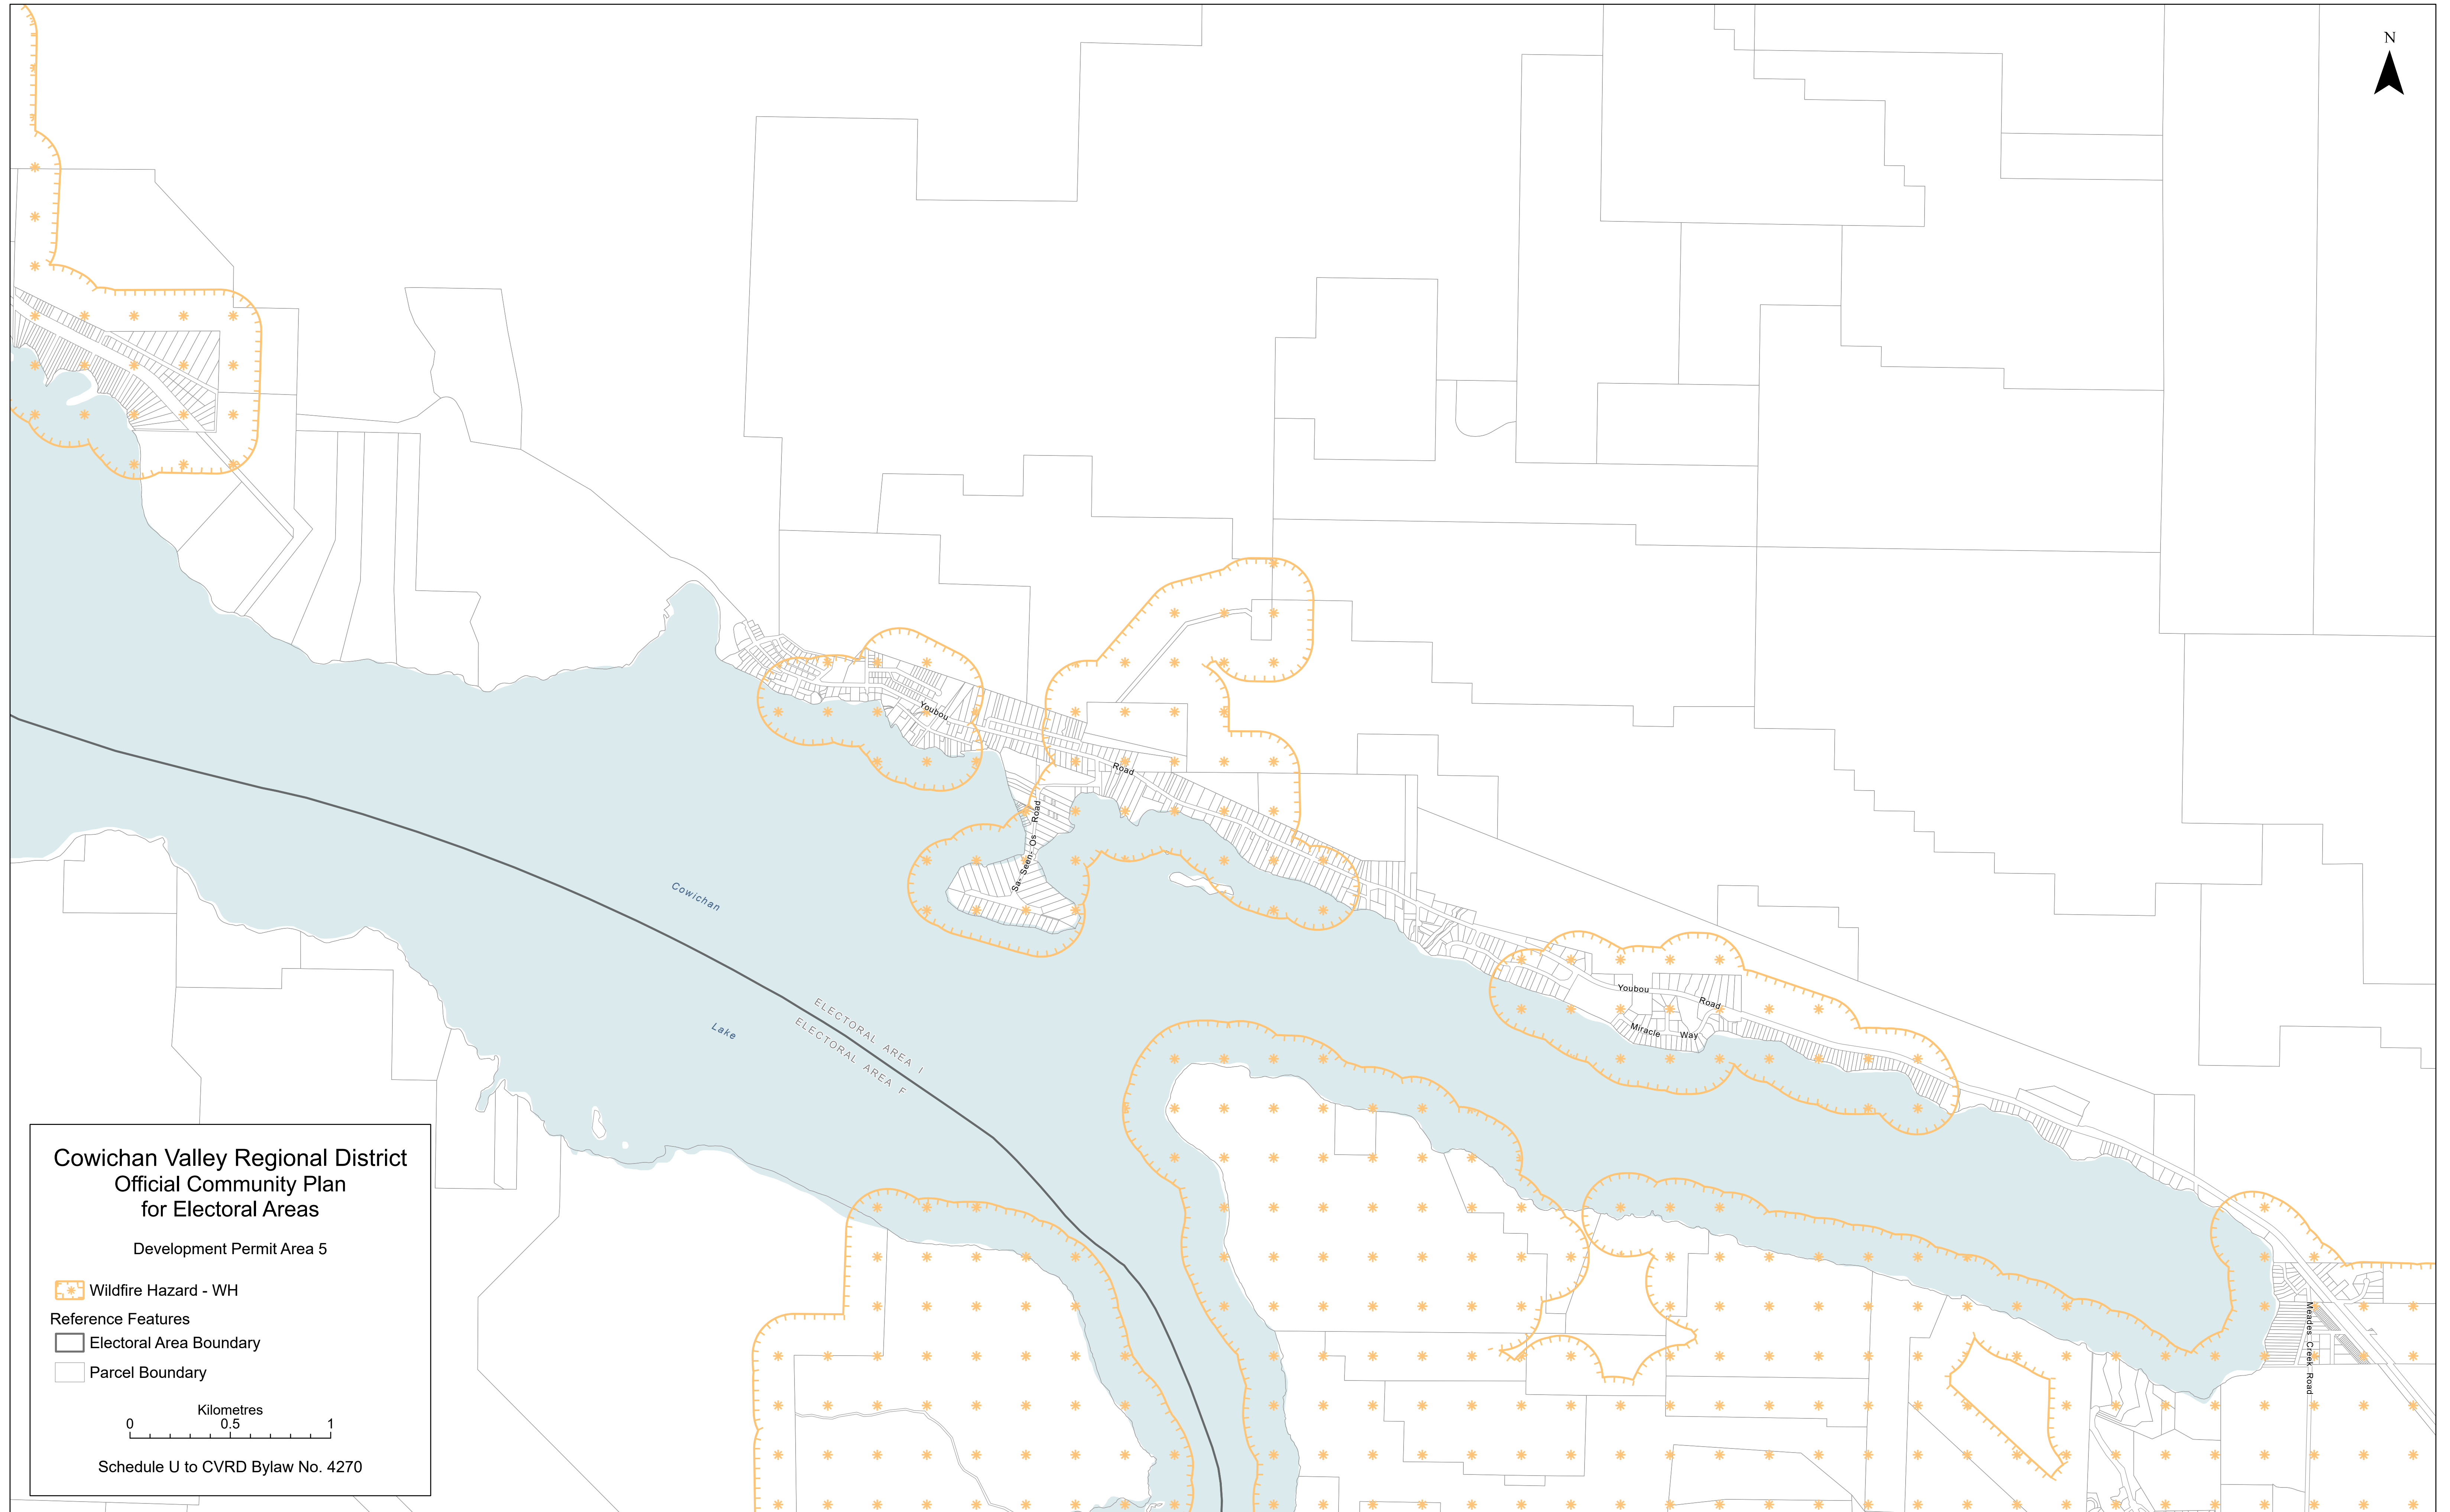 N
Youbou
Road
Sa- Seen- Os Road
Cowichan
Lake
ELECTORAL AREA I
ELECTORAL AREA F
Youbou
Road
Miracle Way
Meades Creek Road
Cowichan Valley Regional District
Official Community Plan
for Electoral Areas
Development Permit Area 5
Wildfire Hazard - WH
Reference Features
Electoral Area Boundary
Parcel Boundary
Kilometres
0 0.5 1
Schedule U to CVRD Bylaw No. 4270